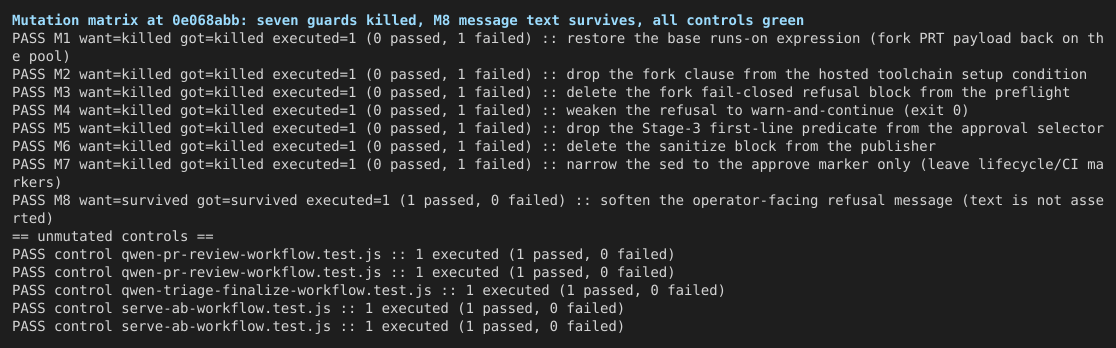 Mutation matrix at 0e068abb: seven guards killed, M8 message text survives, all controls green
PASS M1 want=killed got=killed executed=1 (0 passed, 1 failed) :: restore the base runs-on expression (fork PRT payload back on th
e pool)
PASS M2 want=killed got=killed executed=1 (0 passed, 1 failed) :: drop the fork clause from the hosted toolchain setup condition
PASS M3 want=killed got=killed executed=1 (0 passed, 1 failed) :: delete the fork fail-closed refusal block from the preflight
PASS M4 want=killed got=killed executed=1 (0 passed, 1 failed) :: weaken the refusal to warn-and-continue (exit 0)
PASS M5 want=killed got=killed executed=1 (0 passed, 1 failed) :: drop the Stage-3 first-line predicate from the approval selector
PASS M6 want=killed got=killed executed=1 (0 passed, 1 failed) :: delete the sanitize block from the publisher
PASS M7 want=killed got=killed executed=1 (0 passed, 1 failed) :: narrow the sed to the approve marker only (leave lifecycle/CI ma
rkers)
PASS M8 want=survived got=survived executed=1 (1 passed, 0 failed) :: soften the operator-facing refusal message (text is not asse
rted)
== unmutated controls ==
PASS control qwen-pr-review-workflow.test.js :: 1 executed (1 passed, 0 failed)
PASS control qwen-pr-review-workflow.test.js :: 1 executed (1 passed, 0 failed)
PASS control qwen-triage-finalize-workflow.test.js :: 1 executed (1 passed, 0 failed)
PASS control serve-ab-workflow.test.js :: 1 executed (1 passed, 0 failed)
PASS control serve-ab-workflow.test.js :: 1 executed (1 passed, 0 failed)